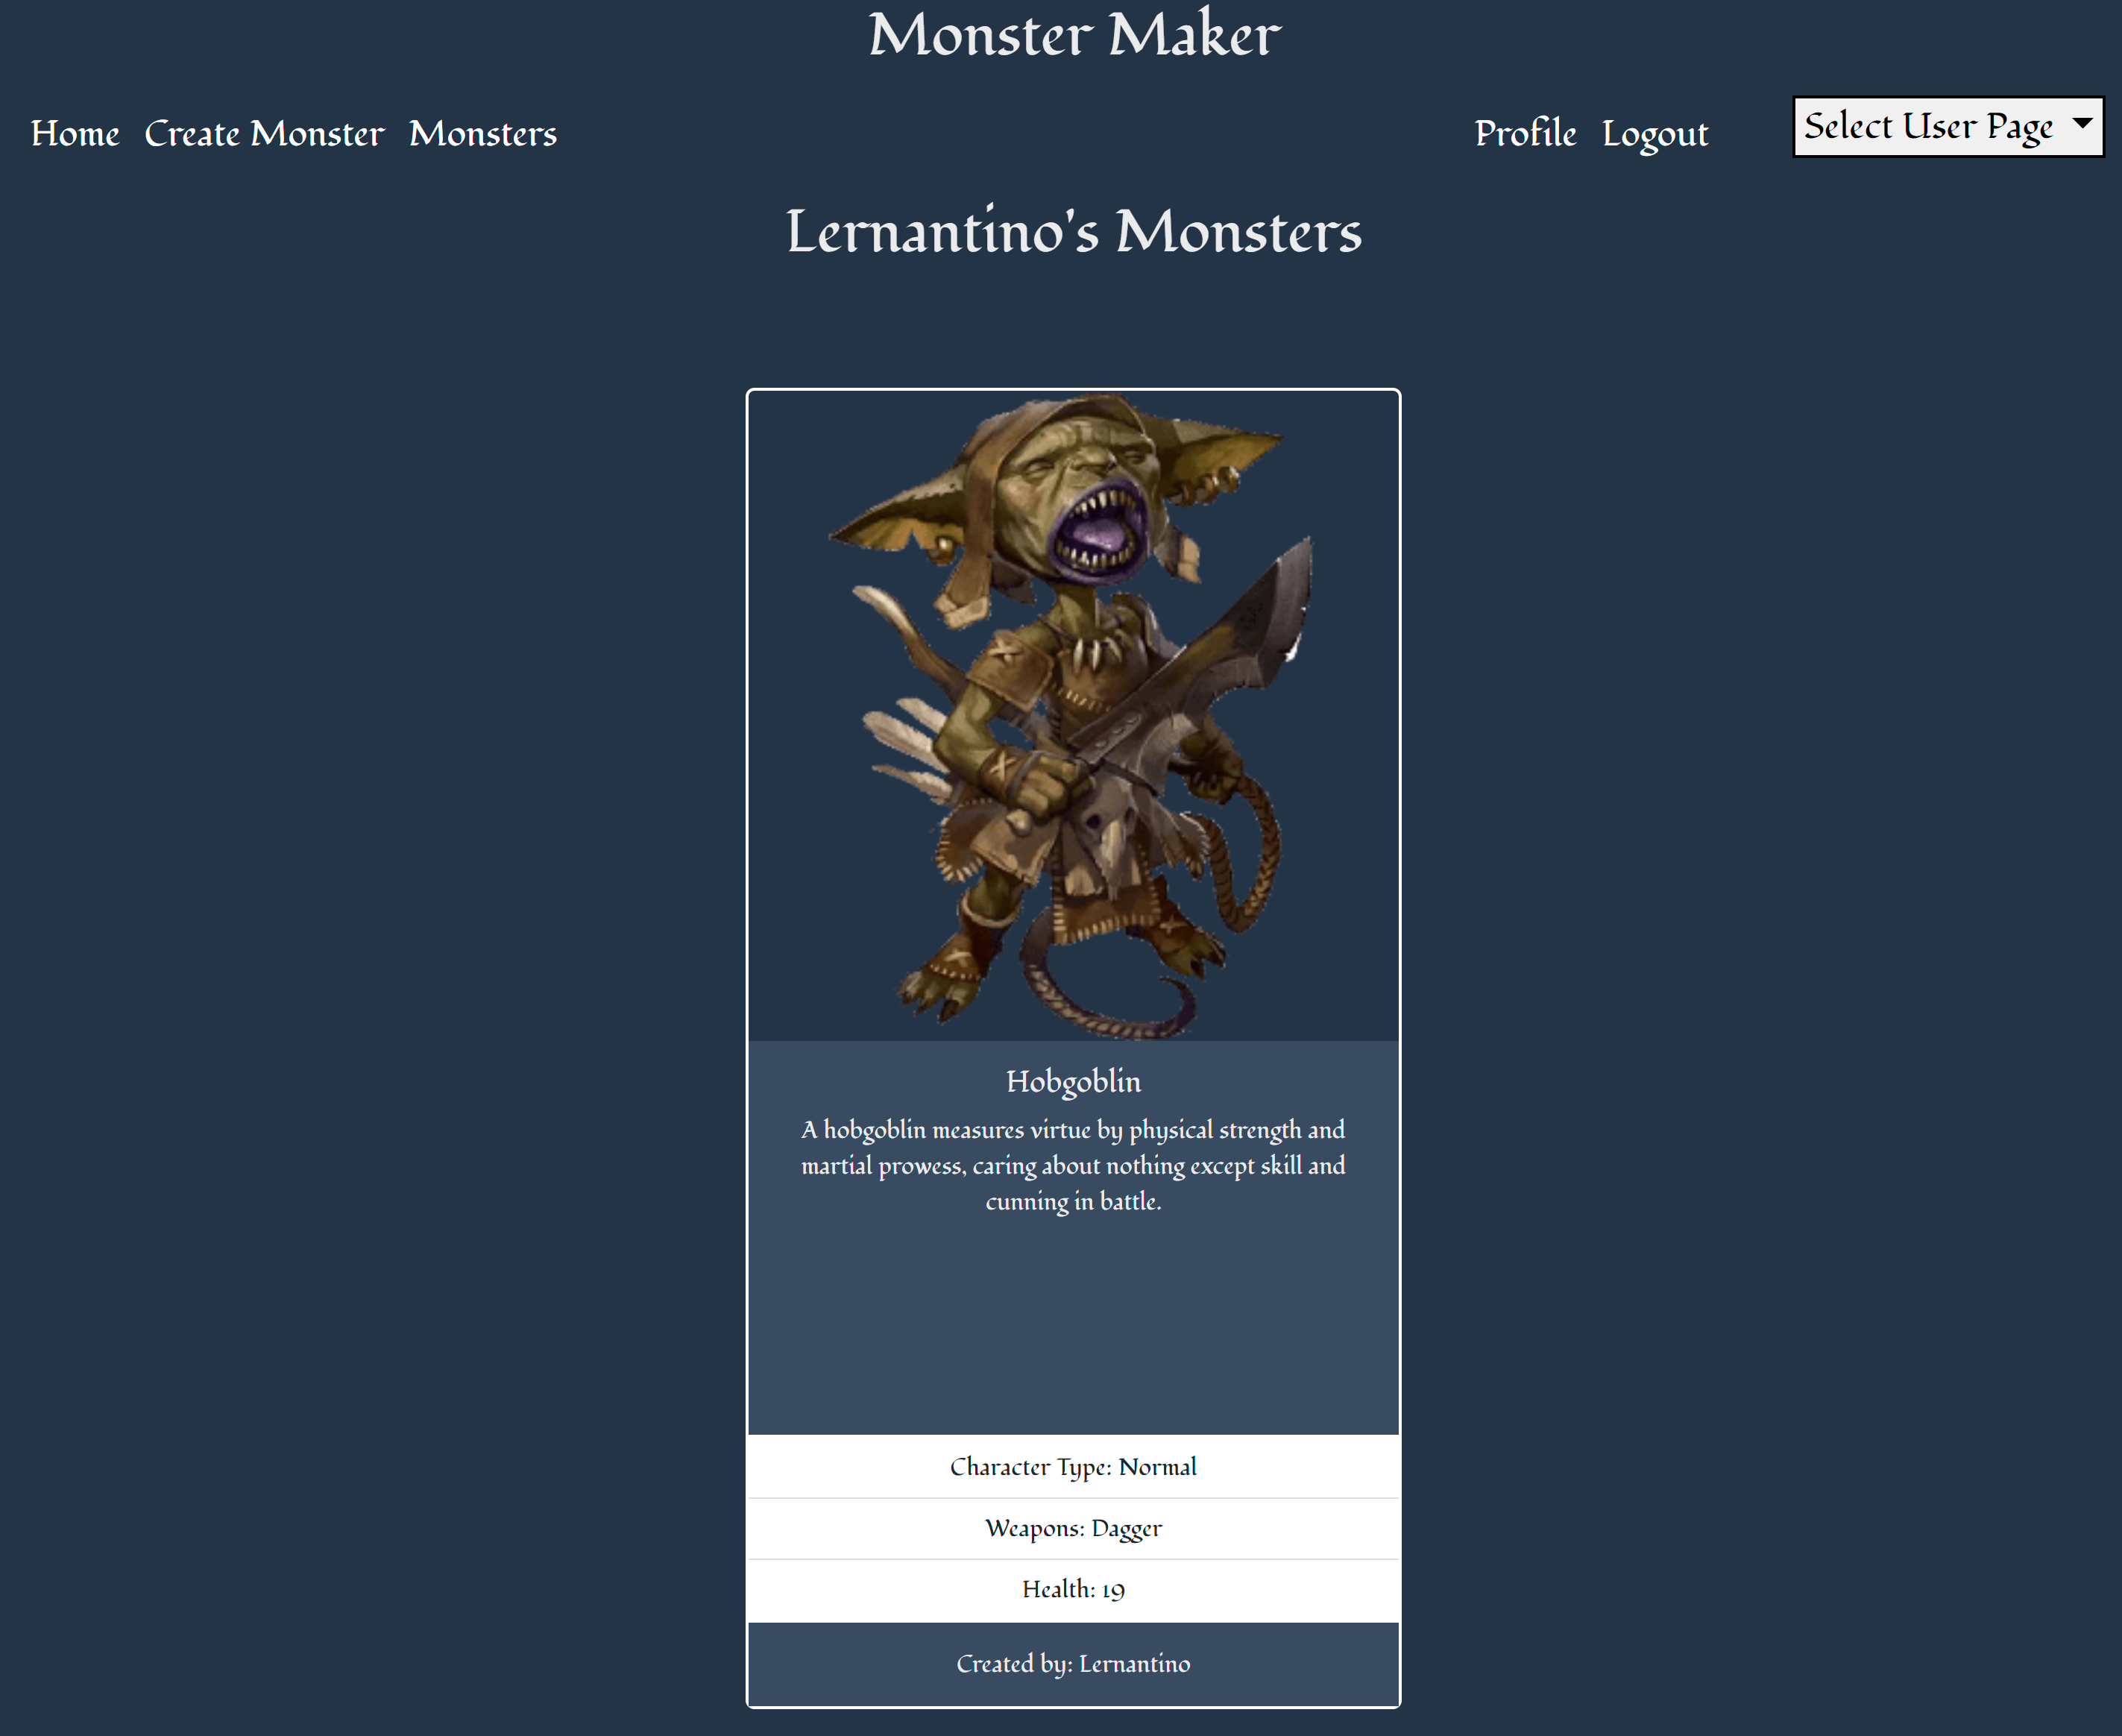 Monster Maker
Home Create Monster Monsters Profile Logout Select User Page
Lernantino's Monsters
Hobgoblin
A hobgoblin measures virtue by physical strength and
martial prowess, caring about nothing except skill and
cunning in battle.
Character Type: Normal
Weapons: Dagger
Health: 19
Created by: Lernantino